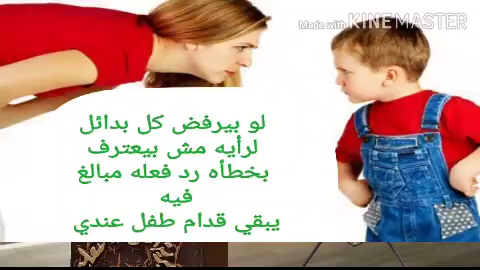 Made with KINEMASTER
لو بيرفض كل بدائل
لرأيه مش بيعترف
بخطأه رد فعله مبالغ
فيه
يبقي قدام طفل عندي